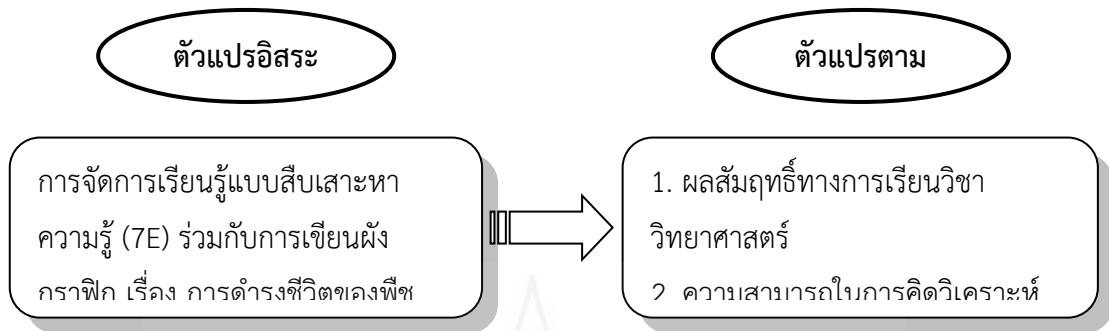 ตัวแปรอิสระ
ตัวแปรตาม
การจัดการเรียนรู้แบบสืบเสาะหา
ความรู้ (7E) ร่วมกับการเขียนผัง
กราฟิก เรื่อง การดำรงชีวิตของพืช
1. ผลสัมฤทธิ์ทางการเรียนวิชา
วิทยาศาสตร์
2. ความสามารถในการคิดวิเคราะห์